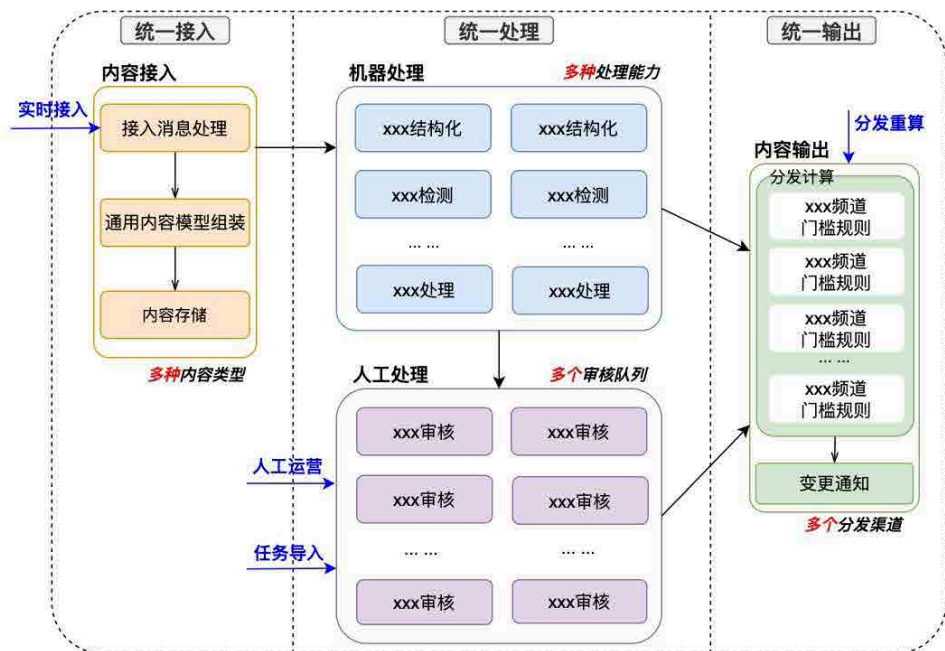 统一接入
统一处理
统一输出
内容接入
实时接入
接入消息处理
通用内容模型组装
内容存储
多种内容类型
机器处理
多种处理能力
xxx结构化
xxx结构化
xxx检测
xxx检测
... ...
... ...
xxx处理
xxx处理
人工处理
多个审核队列
xxx审核
xxx审核
人工运营
xxx审核
xxx审核
任务导入
... ...
... ...
xxx审核
xxx审核
分发重算
内容输出
分发计算
xxx频道
门槛规则
xxx频道
门槛规则
xxx频道
门槛规则
... ...
xxx频道
门槛规则
变更通知
多个分发渠道